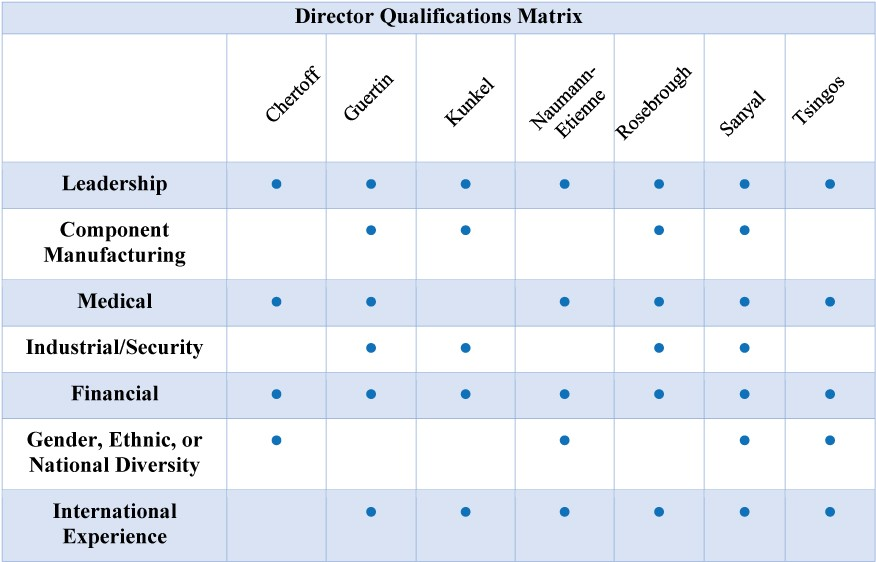 Director Qualifications Matrix
Chertoff
Guertin
Kunkel
Naumann-
Etienne
Rosebrough
Sanyal
Tsingos
Leadership
Component
Manufacturing
Medical
Industrial/Security
Financial
Gender, Ethnic, or
National Diversity
International
Experience